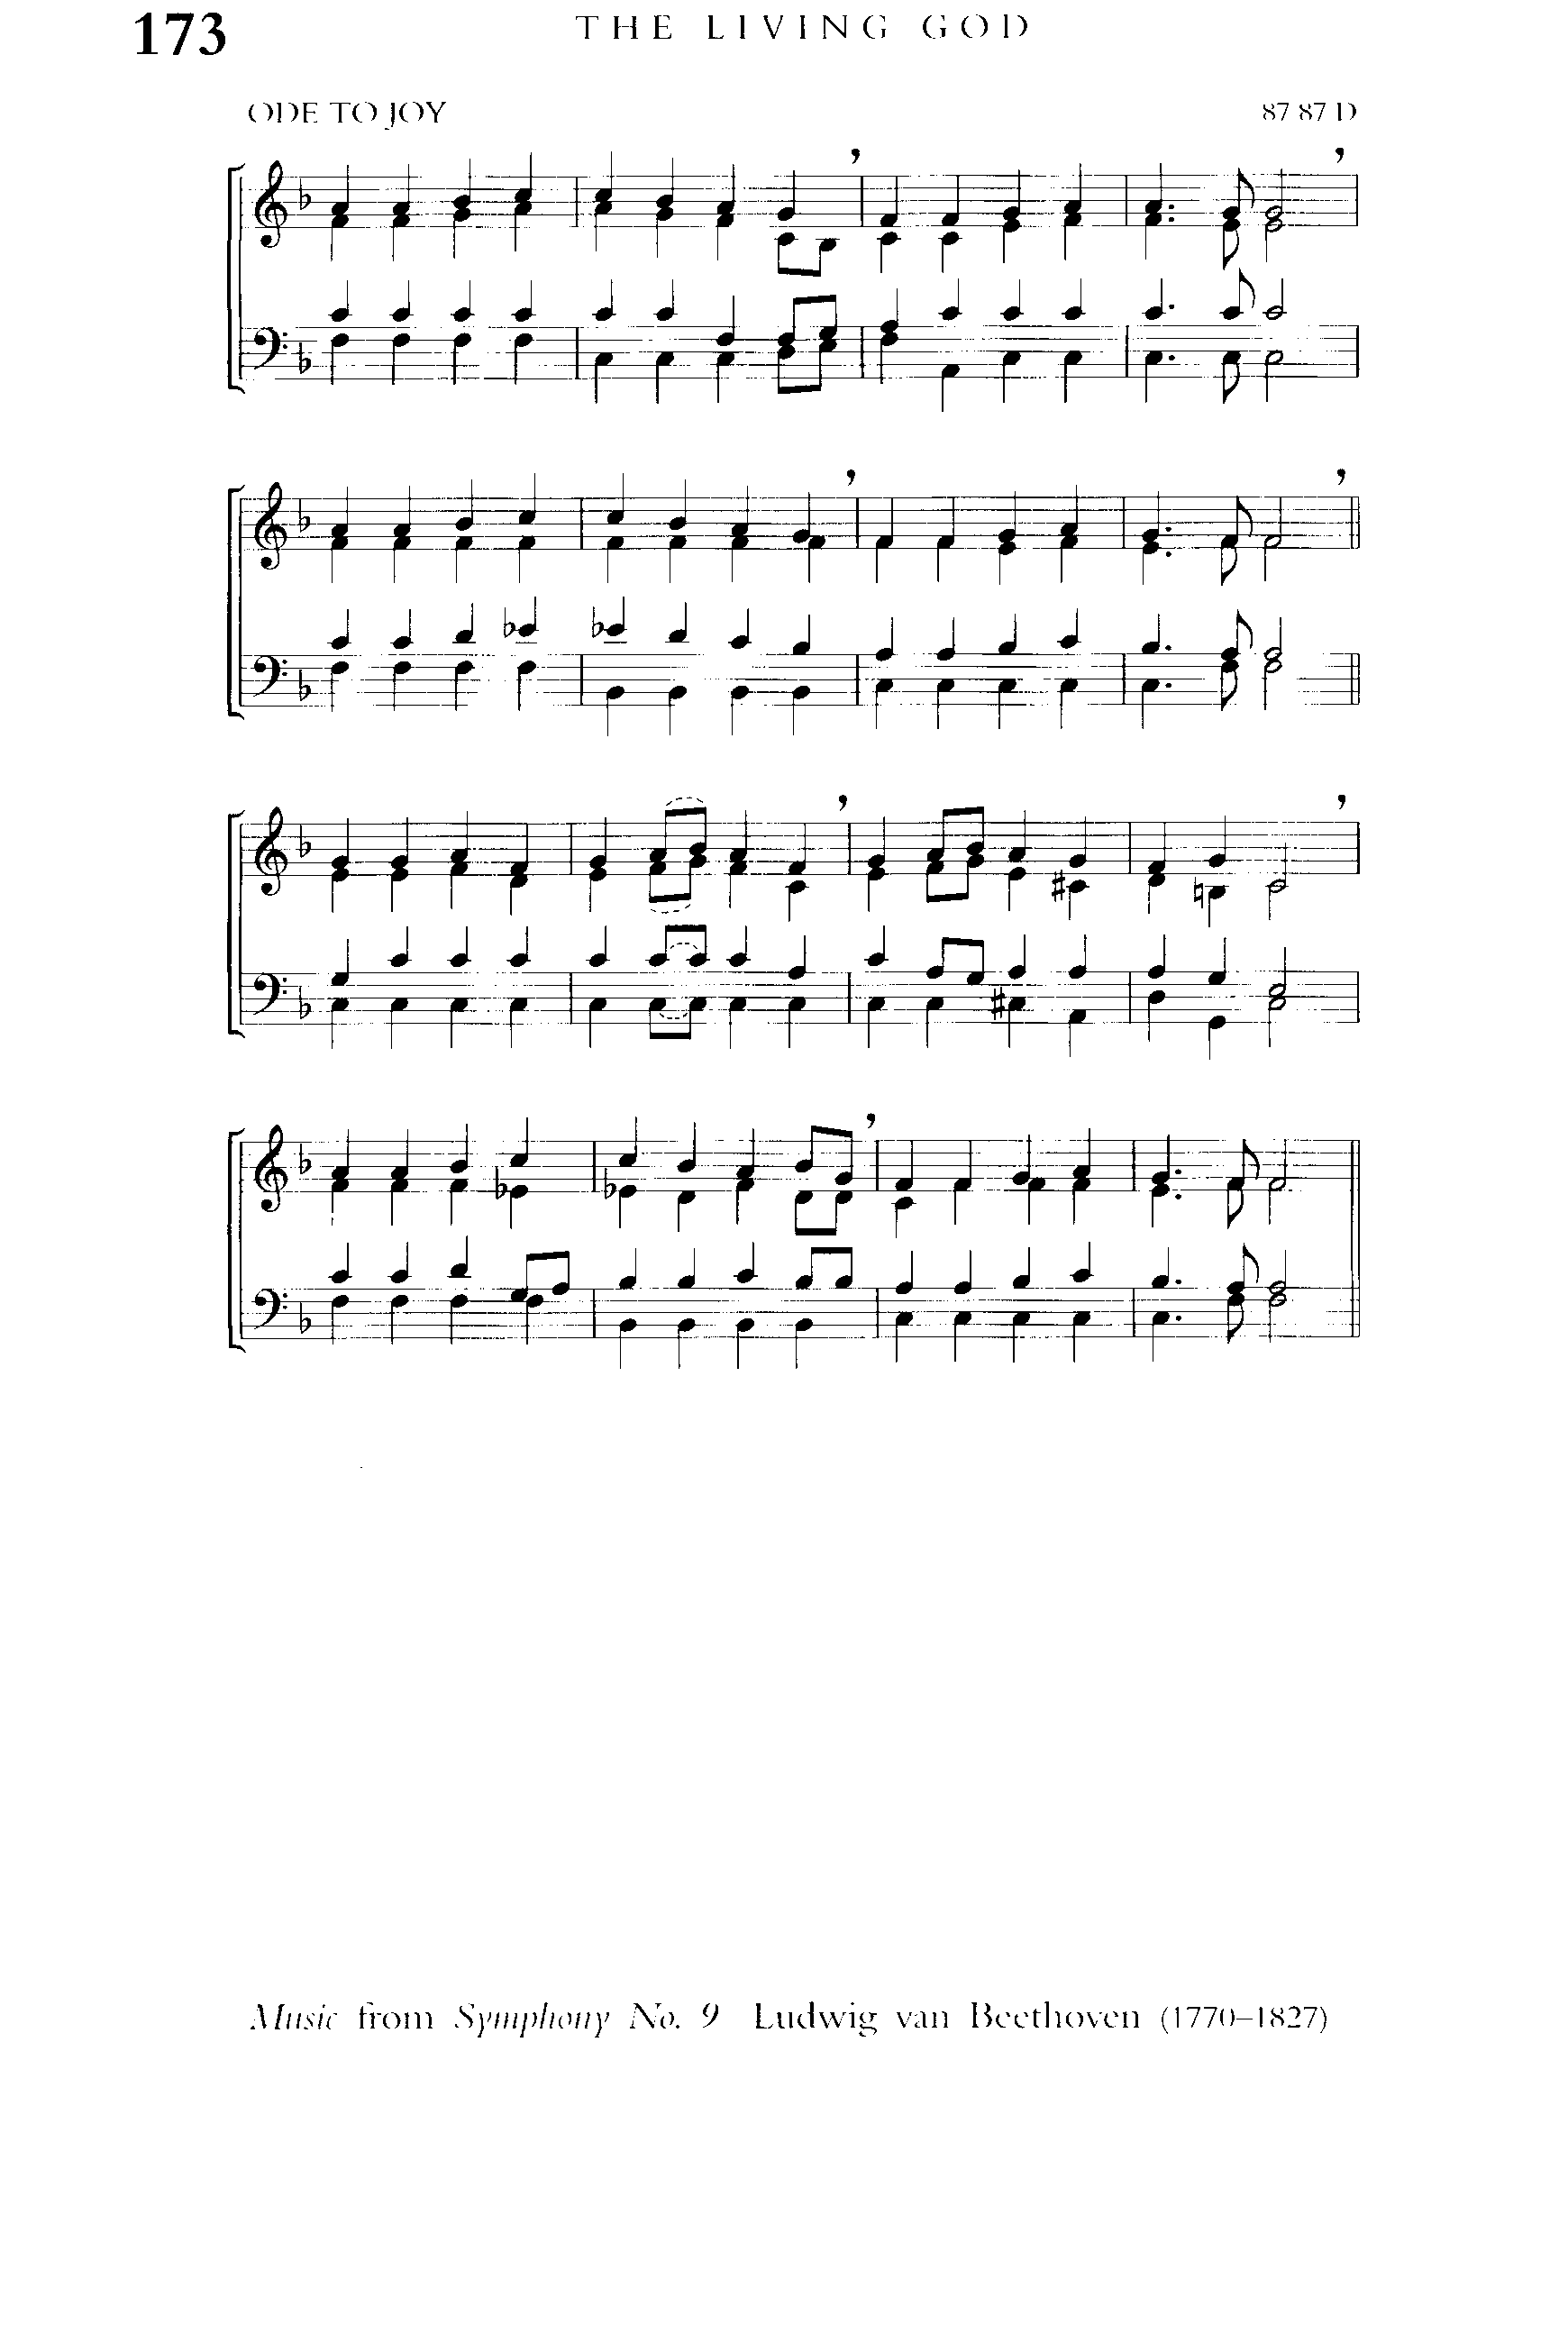 173
THE LIVING GOD
ODE TO JOY
87 87 D
Music from Symphony No. 9 Ludwig van Beethoven (1770–1827)